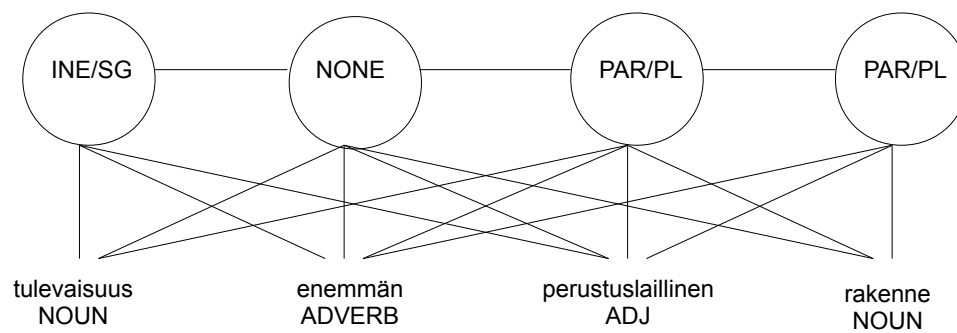 INE/SG NONE PAR/PL PAR/PL
tulevaisuus enemmän perustuslaillinen rakenne
NOUN ADVERB ADJ NOUN